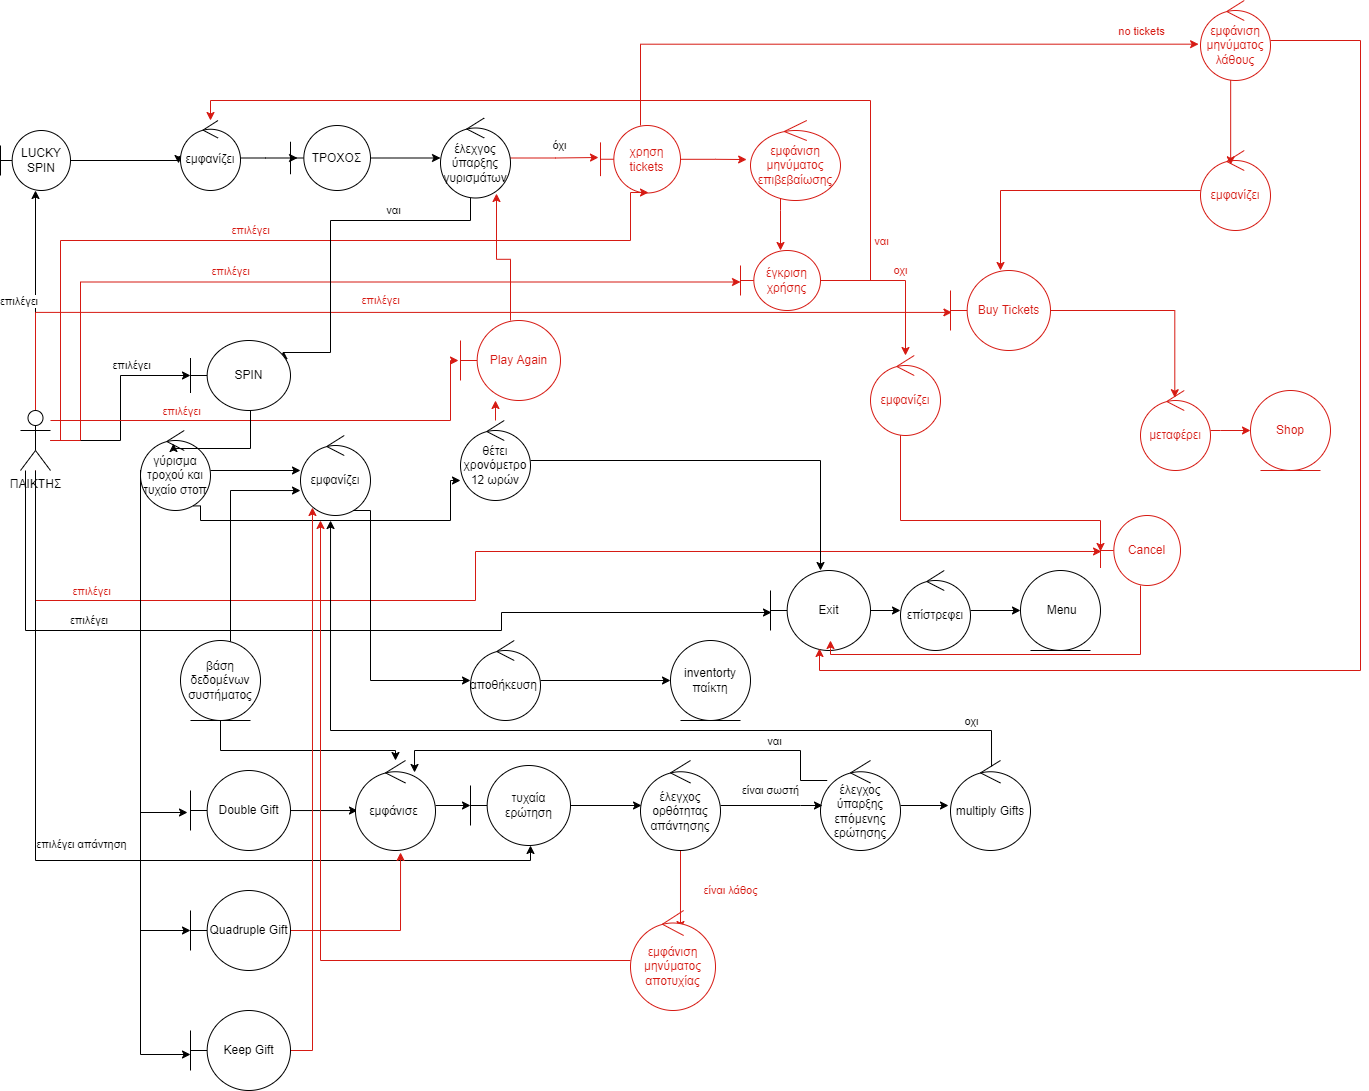 no tickets
εμφάνιση
μηνύματος
λάθους
LUCKY
SPIN
εμφανίζει
ΤΡΟΧΟΣ
έλεγχος
ύπαρξης
γυρισμάτων
όχι
χρηση
tickets
εμφάνιση
μηνύματος
επιβεβαίωσης
εμφανίζει
ναι
επιλέγει
ναι
επιλέγει
έγκριση
χρήσης
οχι
επιλέγει
επιλέγει
Buy Tickets
επιλέγει
SPIN
Play Again
εμφανίζει
επιλέγει
μεταφέρει
Shop
ΠΑΙΚΤΗΣ
γύρισμα
τροχού και
τυχαίο στοπ
εμφανίζει
θέτει
χρονόμετρο
12 ωρών
Cancel
επιλέγει
επιλέγει
Exit
επίστρεφει
Menu
βάση
δεδομένων
συστήματος
αποθήκευση
inventorty
παίκτη
οχι
ναι
Double Gift
εμφάνισε
τυχαία
ερώτηση
έλεγχος
ορθότητας
απάντησης
είναι σωστή
έλεγχος
ύπαρξης
επόμενης
ερώτησης
multiply Gifts
επιλέγει απάντηση
είναι λάθος
Quadruple Gift
εμφάνιση
μηνύματος
αποτυχίας
Keep Gift